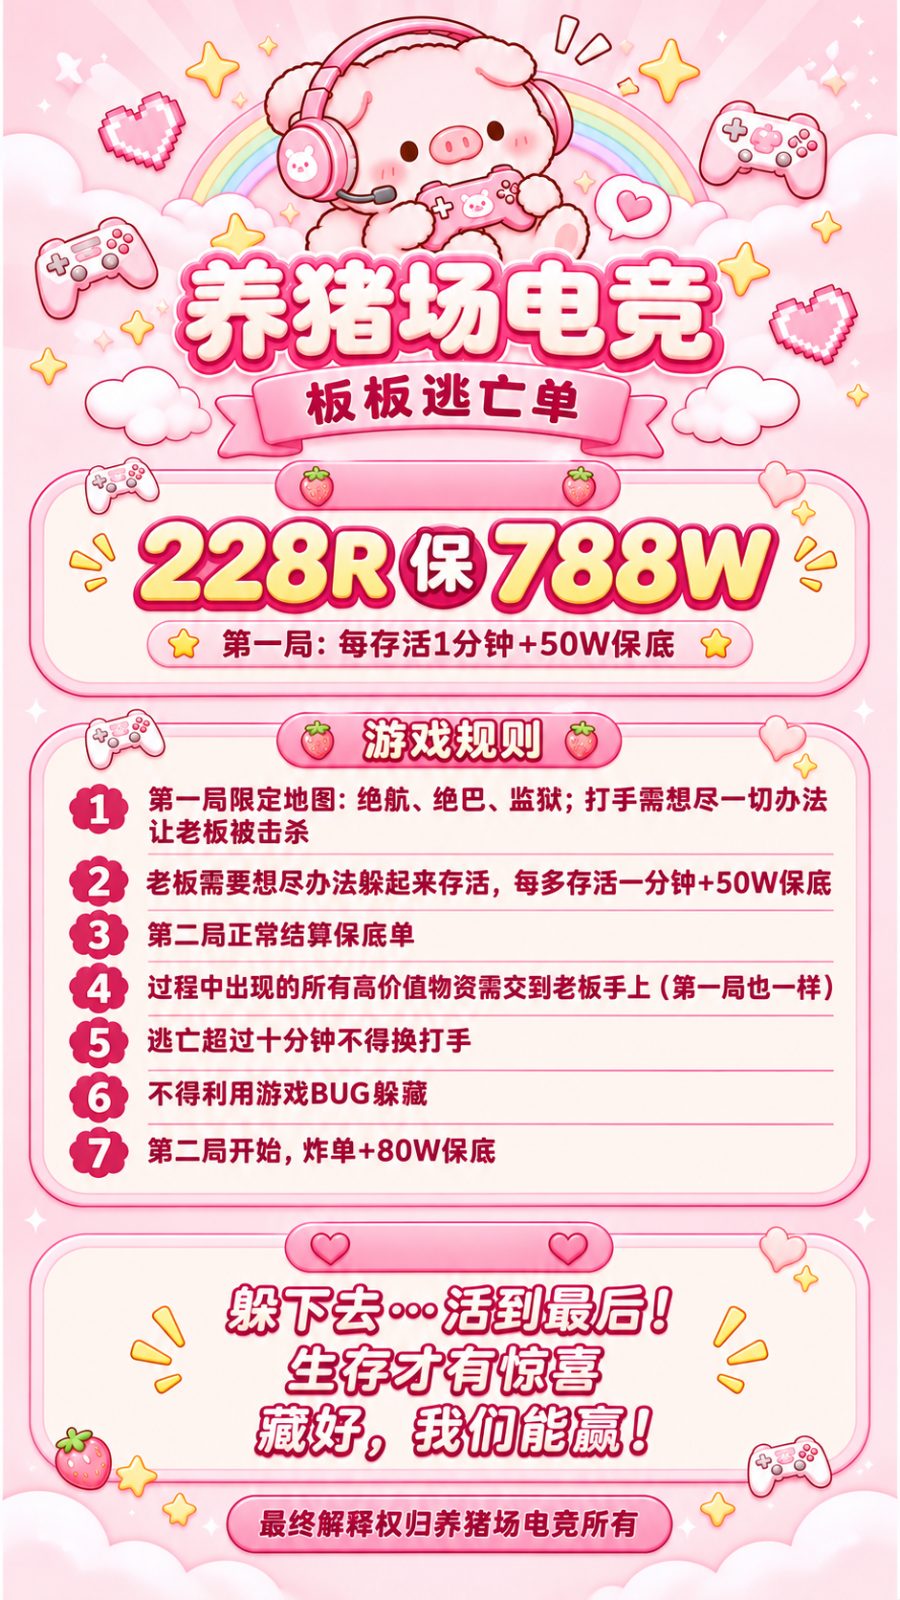 养猪场电竞
板板逃亡单
228R保788W
第一局：每存活1分钟+50W保底
游戏规则
1 第一局限定地图：绝航、绝巴、监狱；打手需想尽一切办法
让老板被击杀
2 老板需要想尽办法躲起来存活，每多存活一分钟+50W保底
3 第二局正常结算保底单
4 过程中出现的所有高价值物资需交到老板手上（第一局也一样）
5 逃亡超过十分钟不得换打手
6 不得利用游戏BUG躲藏
7 第二局开始，炸单+80W保底
躲下去…活到最后！
生存才有惊喜
藏好，我们能赢！
最终解释权归养猪场电竞所有